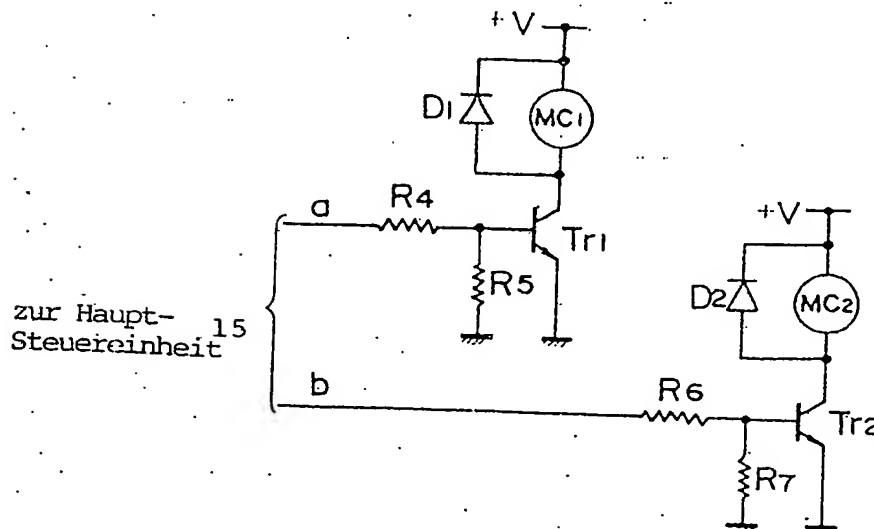 +V
D1
MC1
a
R4
Tr1
R5
+V
D2
MC2
zur Haupt- 15
Steuereinheit
b
R6
Tr2
R7